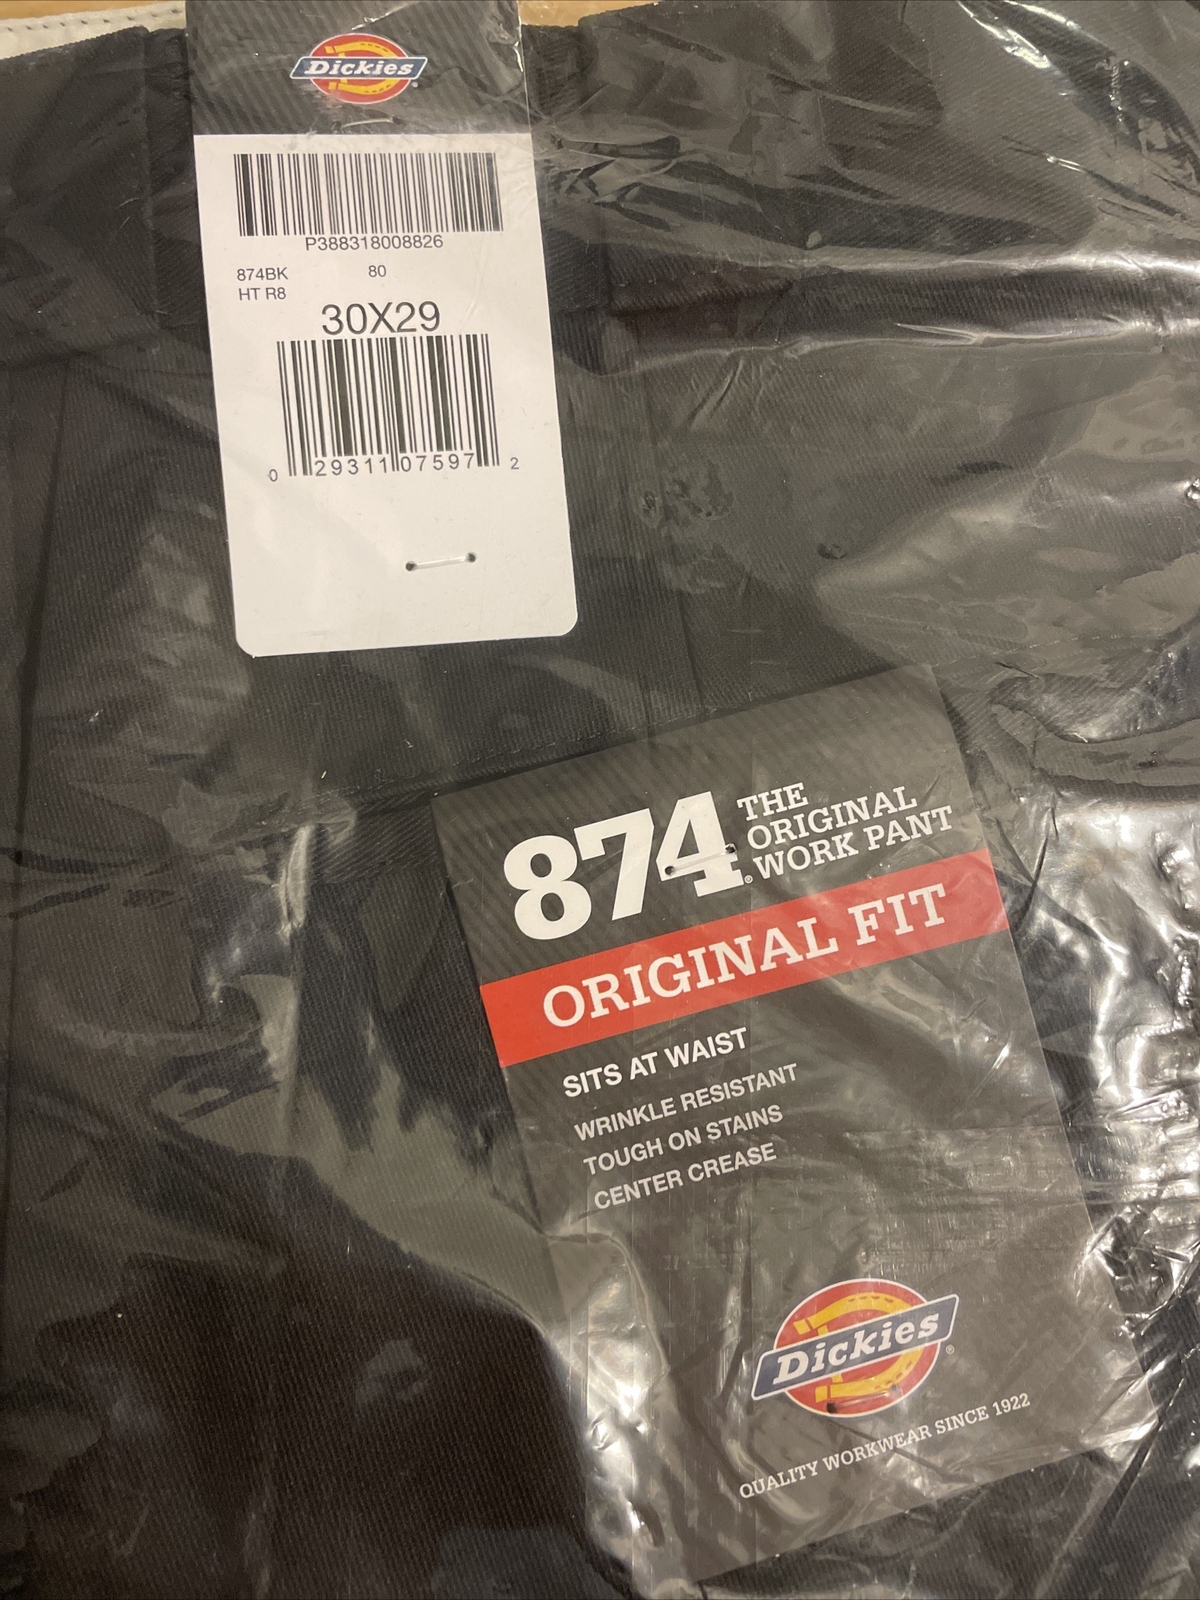 Dickies
P388318008826
874BK 80
HT R8
30X29
0 29311 07597 2
874® THE
ORIGINAL
WORK PANT
ORIGINAL FIT
SITS AT WAIST
WRINKLE RESISTANT
TOUGH ON STAINS
CENTER CREASE
Dickies®
QUALITY WORKWEAR SINCE 1922